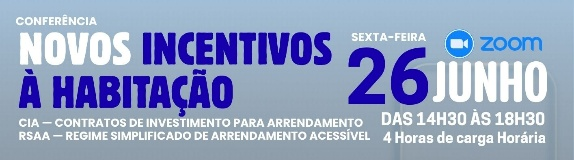 CONFERÊNCIA
NOVOS INCENTIVOS
À HABITAÇÃO
CIA — CONTRATOS DE INVESTIMENTO PARA ARRENDAMENTO
RSAA — REGIME SIMPLIFICADO DE ARRENDAMENTO ACESSÍVEL
SEXTA-FEIRA
zoom
26 JUNHO
DAS 14H30 ÀS 18H30
4 Horas de carga Horária